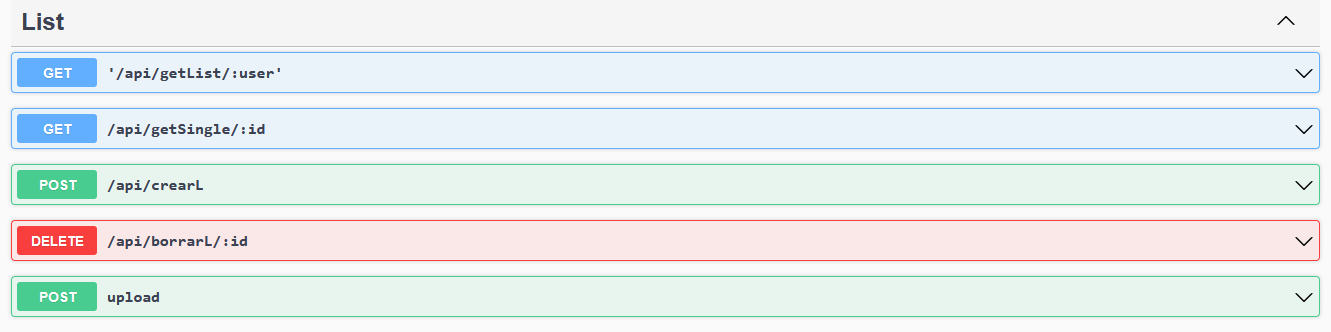 List
GET '/api/getList/:user'
GET /api/getSingle/:id
POST /api/crearL
DELETE /api/borrarL/:id
POST upload